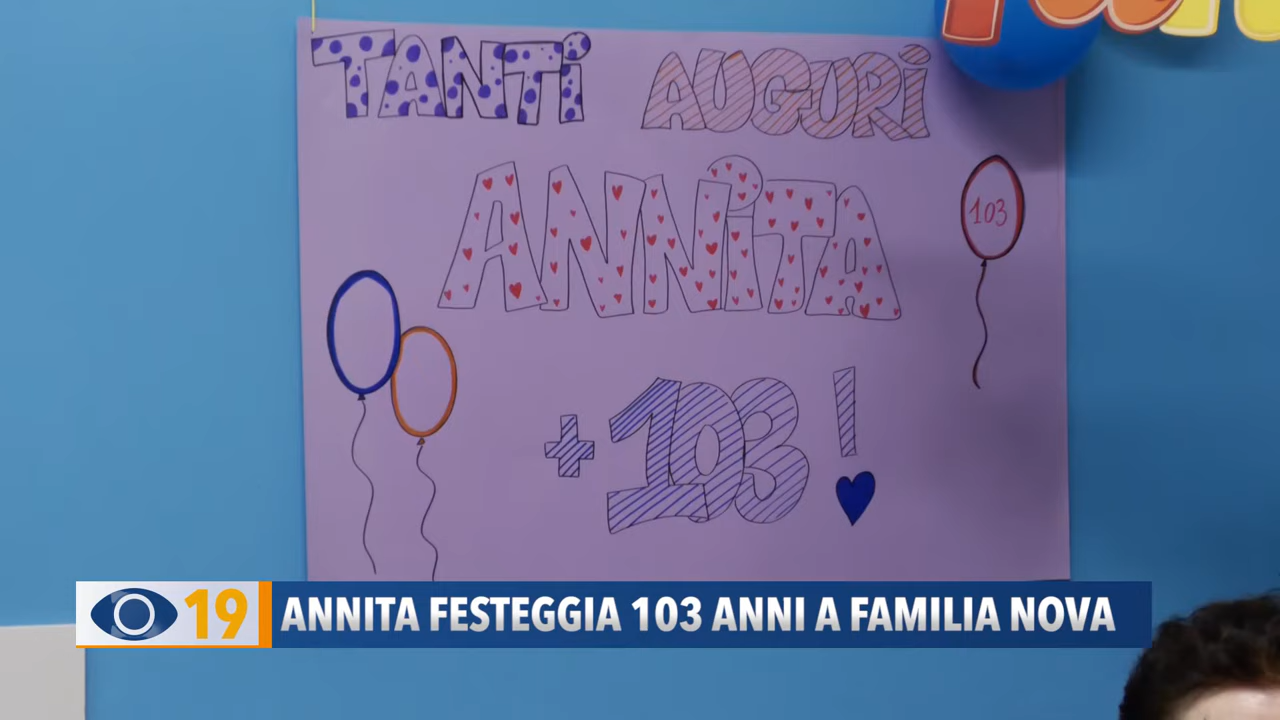 TANTI AUGURI
ANNITA
103
+103!
19 ANNITA FESTEGGIA 103 ANNI A FAMILIA NOVA